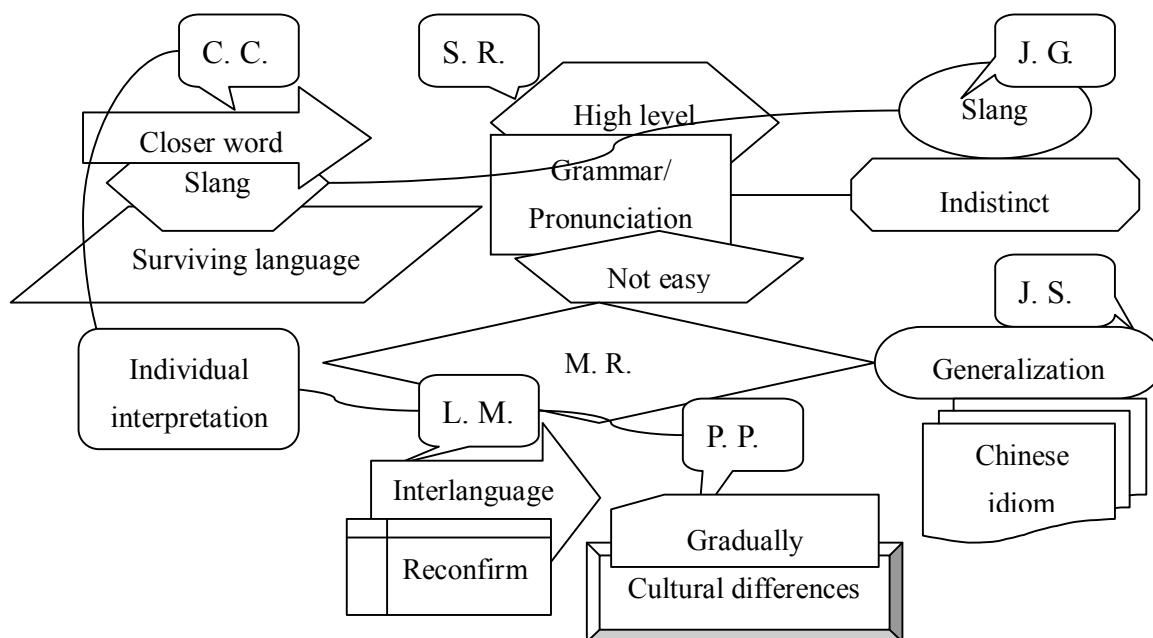 C. C.
S. R.
J. G.
Closer word
High level
Slang
Slang
Grammar/
Pronunciation
Indistinct
Surviving language
Not easy
J. S.
Individual
interpretation
M. R.
Generalization
L. M.
P. P.
Chinese
idiom
Interlanguage
Gradually
Reconfirm
Cultural differences